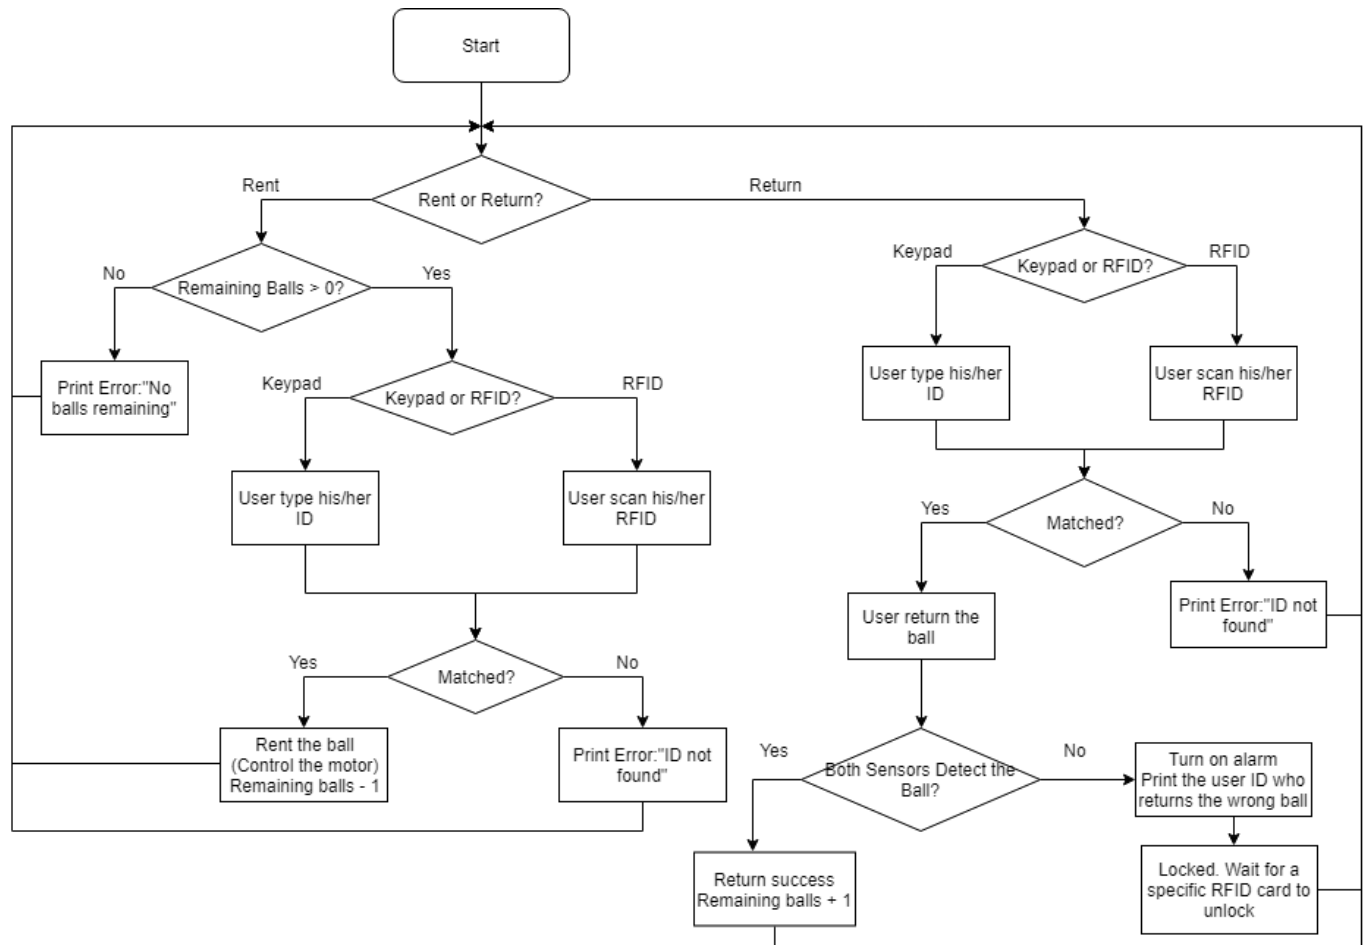 Start
Rent
Rent or Return?
Return
No
Remaining Balls > 0?
Yes
Print Error:"No
balls remaining"
Keypad
Keypad or RFID?
RFID
User type his/her
ID
User scan his/her
RFID
Yes
Matched?
No
Rent the ball
(Control the motor)
Remaining balls - 1
Print Error:"ID not
found"
Keypad
Keypad or RFID?
RFID
User type his/her
ID
User scan his/her
RFID
Yes
Matched?
No
User return the
ball
Print Error:"ID not
found"
Yes
Both Sensors Detect the
Ball?
No
Turn on alarm
Print the user ID who
returns the wrong ball
Return success
Remaining balls + 1
Locked. Wait for a
specific RFID card to
unlock